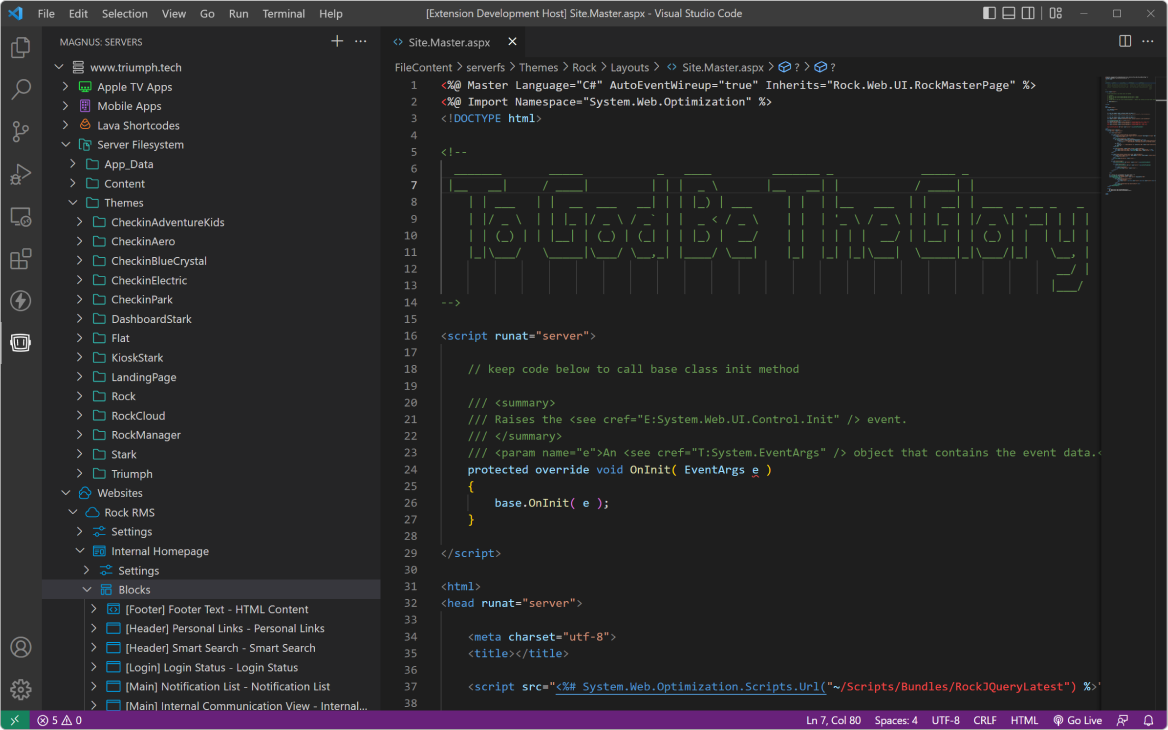 File Edit Selection View Go Run Terminal Help
[Extension Development Host] Site.Master.aspx - Visual Studio Code
MAGNUS: SERVERS
www.triumph.tech
Apple TV Apps
Mobile Apps
Lava Shortcodes
Server Filesystem
App_Data
Content
Themes
CheckinAdventureKids
CheckinAero
CheckinBlueCrystal
CheckinElectric
CheckinPark
DashboardStark
Flat
KioskStark
LandingPage
Rock
RockCloud
RockManager
Stark
Triumph
Websites
Rock RMS
Settings
Internal Homepage
Settings
Blocks
[Footer] Footer Text - HTML Content
[Header] Personal Links - Personal Links
[Header] Smart Search - Smart Search
[Login] Login Status - Login Status
[Main] Notification List - Notification List
[Main] Internal Communication View - Internal...
Site.Master.aspx
FileContent > serverfs > Themes > Rock > Layouts > Site.Master.aspx > ? > ?
1 <%@ Master Language="C#" AutoEventWireup="true" Inherits="Rock.Web.UI.RockMasterPage" %>
2 <%@ Import Namespace="System.Web.Optimization" %>
3 <!DOCTYPE html>
4
5 <!--
6
7
8
9
10
11
12
13
To God Be The Glory
14 -->
15
16 <script runat="server">
17
18 // keep code below to call base class init method
19
20 /// <summary>
21 /// Raises the <see cref="E:System.Web.UI.Control.Init" /> event.
22 /// </summary>
23 /// <param name="e">An <see cref="T:System.EventArgs" /> object that contains the event data.<
24 protected override void OnInit( EventArgs e )
25 {
26 base.OnInit( e );
27 }
28
29 </script>
30
31 <html>
32 <head runat="server">
33
34 <meta charset="utf-8">
35 <title></title>
36
37 <script src="<%# System.Web.Optimization.Scripts.Url("~/Scripts/Bundles/RockJQueryLatest") %>"
38
5 0
Ln 7, Col 80 Spaces: 4 UTF-8 CRLF HTML Go Live